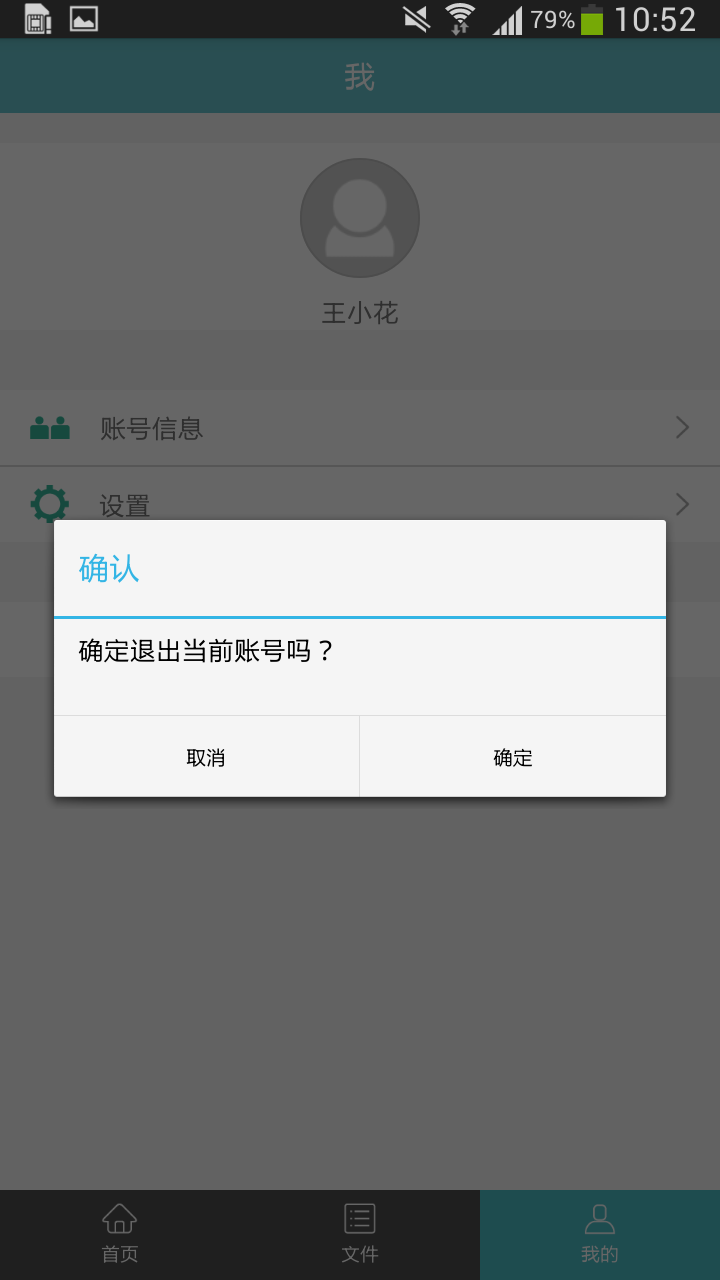 79% 10:52
我
王小花
账号信息
设置
确认
确定退出当前账号吗？
取消 确定
首页 文件 我的